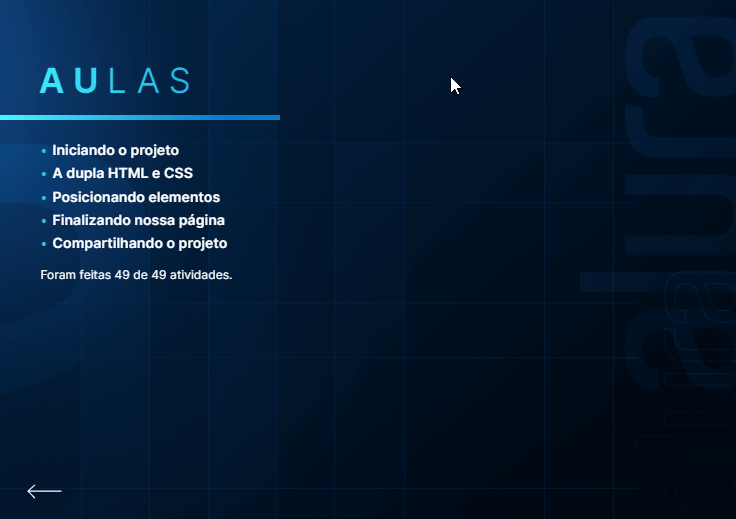 AULAS
• Iniciando o projeto
• A dupla HTML e CSS
• Posicionando elementos
• Finalizando nossa página
• Compartilhando o projeto
Foram feitas 49 de 49 atividades.
alura
alura